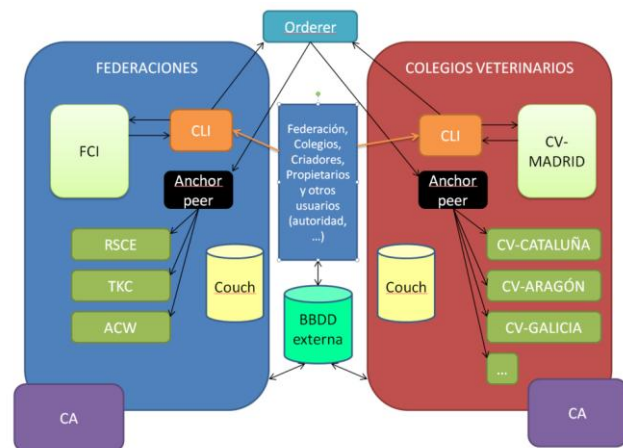 Orderer
FEDERACIONES
COLEGIOS VETERINARIOS
FCI
CLI
Federación,
Colegios,
Criadores,
Propietarios
y otros
usuarios
(autoridad,
...)
CLI
CV-
MADRID
Anchor
peer
Anchor
peer
RSCE
TKC
ACW
Couch
Couch
CV-CATALUÑA
CV-ARAGÓN
CV-GALICIA
...
BBDD
externa
CA
CA